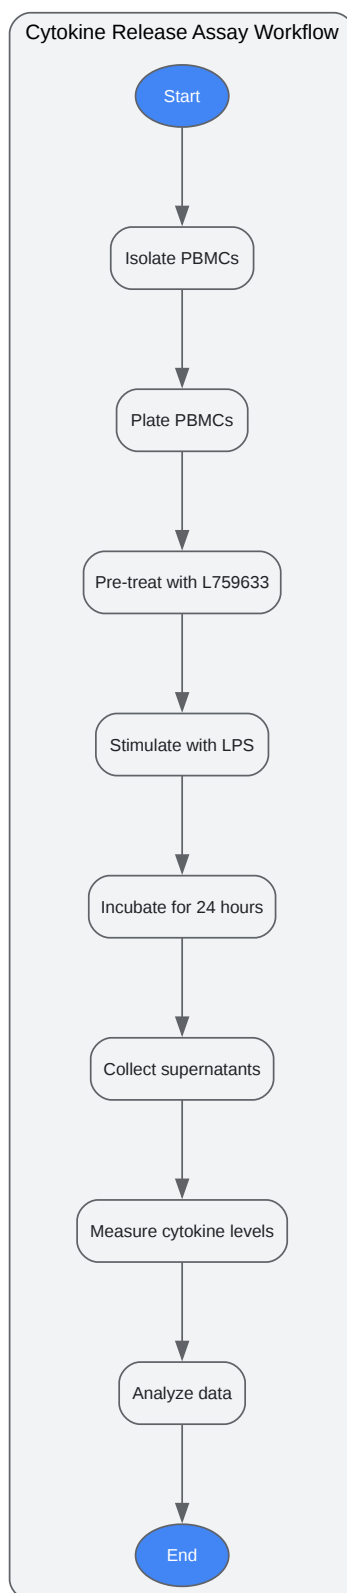 Cytokine Release Assay Workflow
Start
Isolate PBMCs
Plate PBMCs
Pre-treat with L759633
Stimulate with LPS
Incubate for 24 hours
Collect supernatants
Measure cytokine levels
Analyze data
End